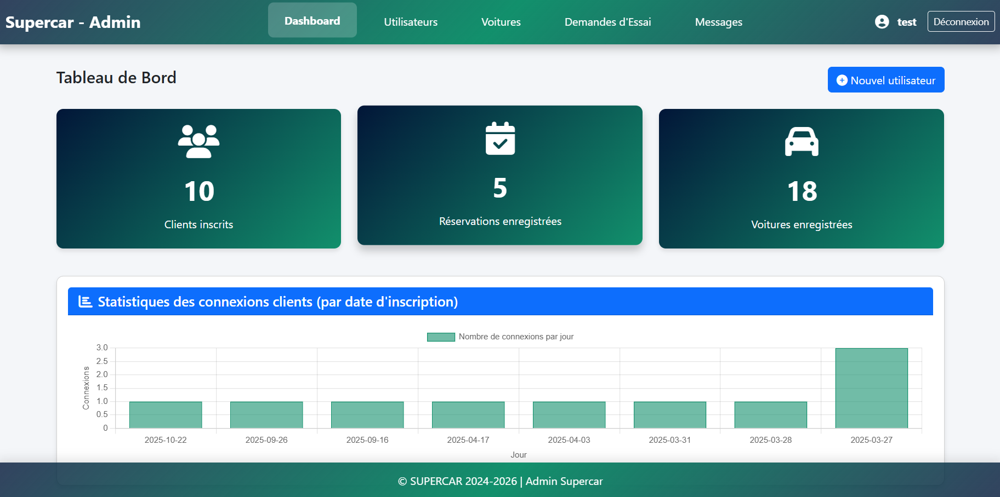 Supercar - Admin
Dashboard
Utilisateurs
Voitures
Demandes d'Essai
Messages
test
Déconnexion
Tableau de Bord
Nouvel utilisateur
10
Clients inscrits
5
Réservations enregistrées
18
Voitures enregistrées
Statistiques des connexions clients (par date d'inscription)
Nombre de connexions par jour
Connexions
3.0
2.5
2.0
1.5
1.0
0.5
0
2025-10-22
2025-09-26
2025-09-16
2025-04-17
2025-04-03
2025-03-31
2025-03-28
2025-03-27
Jour
© SUPERCAR 2024-2026 | Admin Supercar